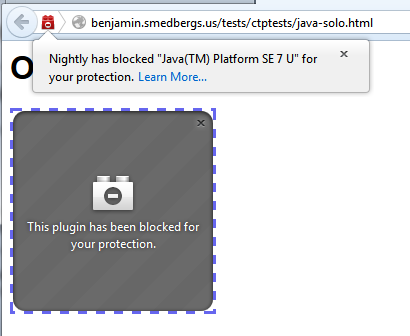 benjamin.smedbergs.us/tests/ctptests/java-solo.html
Nightly has blocked "Java(TM) Platform SE 7 U" for
your protection. Learn More...
O
This plugin has been blocked for
your protection.